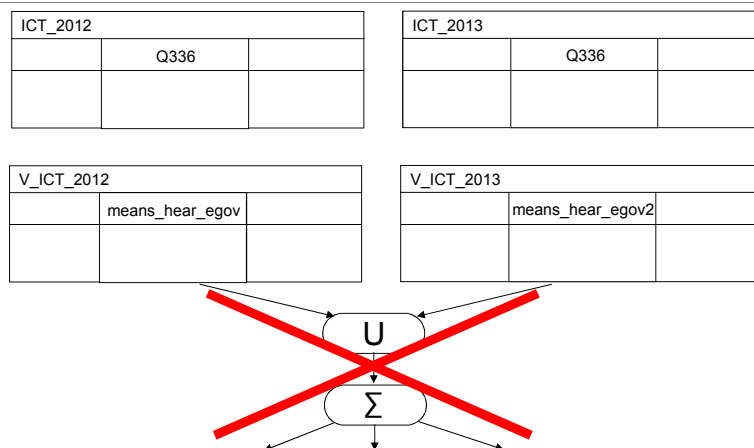 ICT_2012
ICT_2013
Q336
Q336
V_ICT_2012
V_ICT_2013
means_hear_egov
means_hear_egov2
U
Σ